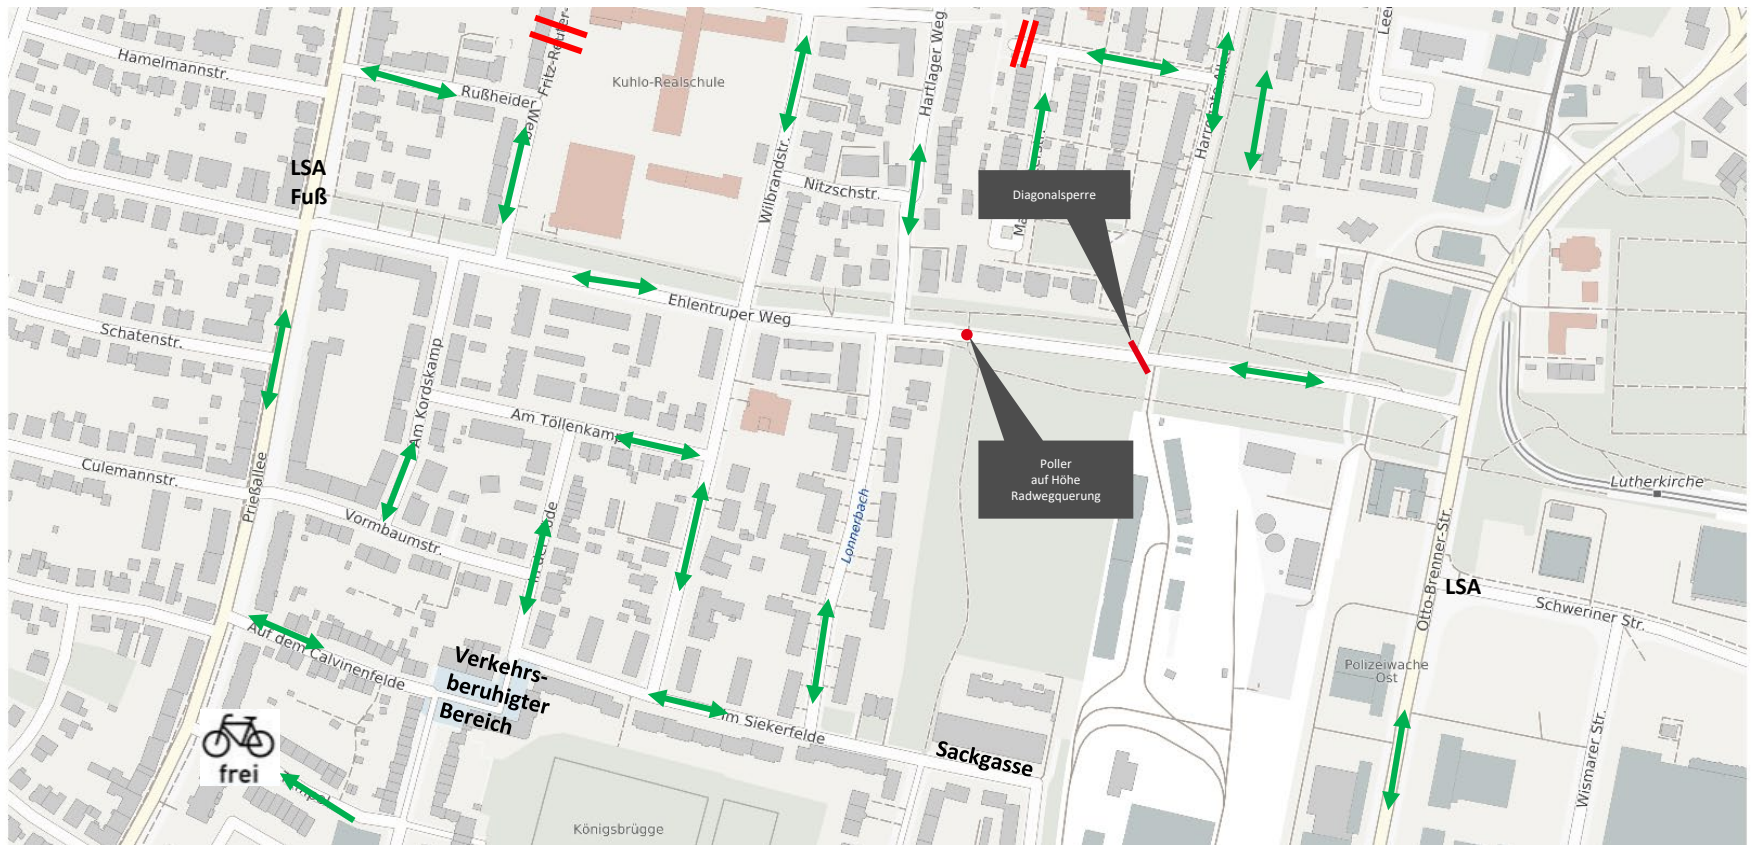 Hamelmannstr.
Rußheider
Weg
Fritz-Reuter-
Kuhlo-Realschule
Hartlager Weg
LSA
Fuß
Wilbrandstr.
Nitzschstr.
Diagonalsperre
Ehlentruper Weg
Schatenstr.
Am Kordskamp
Am Töllenkamp
Culemannstr.
Prießallee
Vormbaumstr.
Lonnerbach
Poller
auf Höhe
Radwegquerung
Lutherkirche
Otto-Brenner-Str.
LSA
Schweriner Str.
Auf dem Calvinenfelde
Verkehrs-
beruhigter
Bereich
Im Siekerfelde
Sackgasse
Polizeiwache
Ost
Wismarer Str.
frei
Königsbrügge